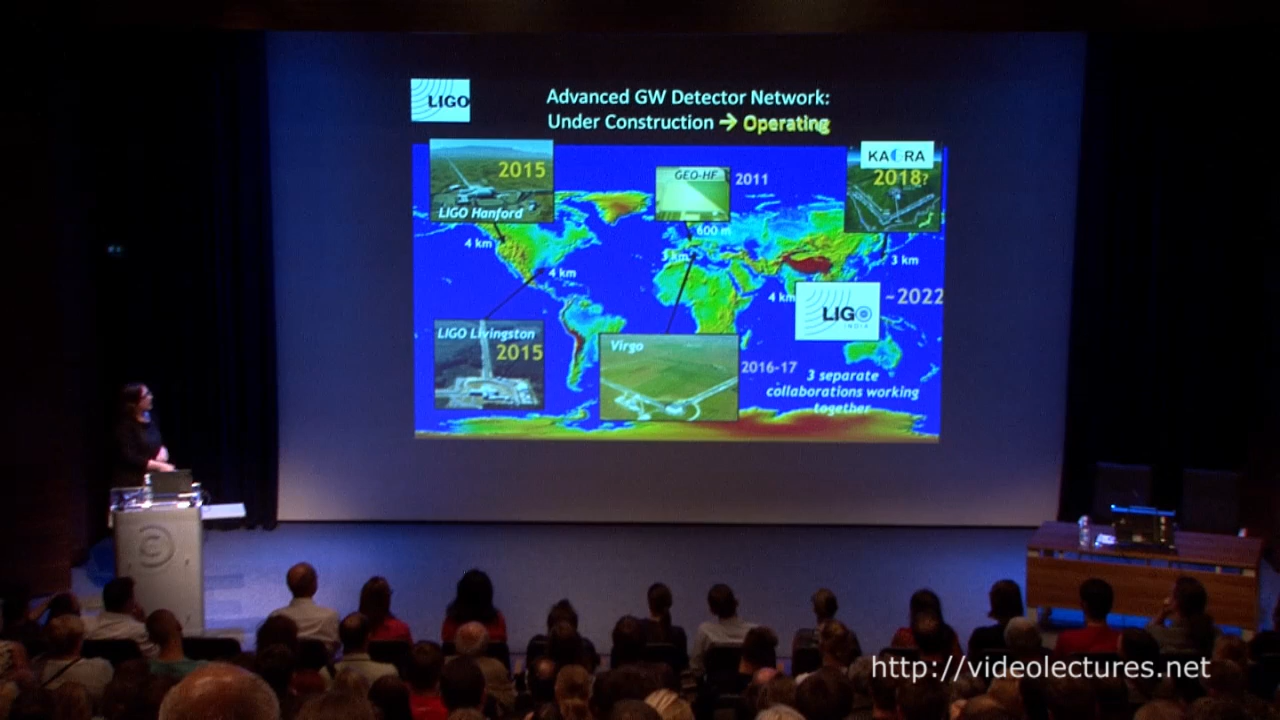 LIGO
Advanced GW Detector Network:
Under Construction → Operating
2015
LIGO Hanford
GEO-HF
2011
KAGRA
2018?
600 m
4 km
3 km
3 km
4 km
4 km
LIGO
INDIA
~2022
LIGO Livingston
2015
Virgo
2016-17
3 separate
collaborations working
together
http://videolectures.net